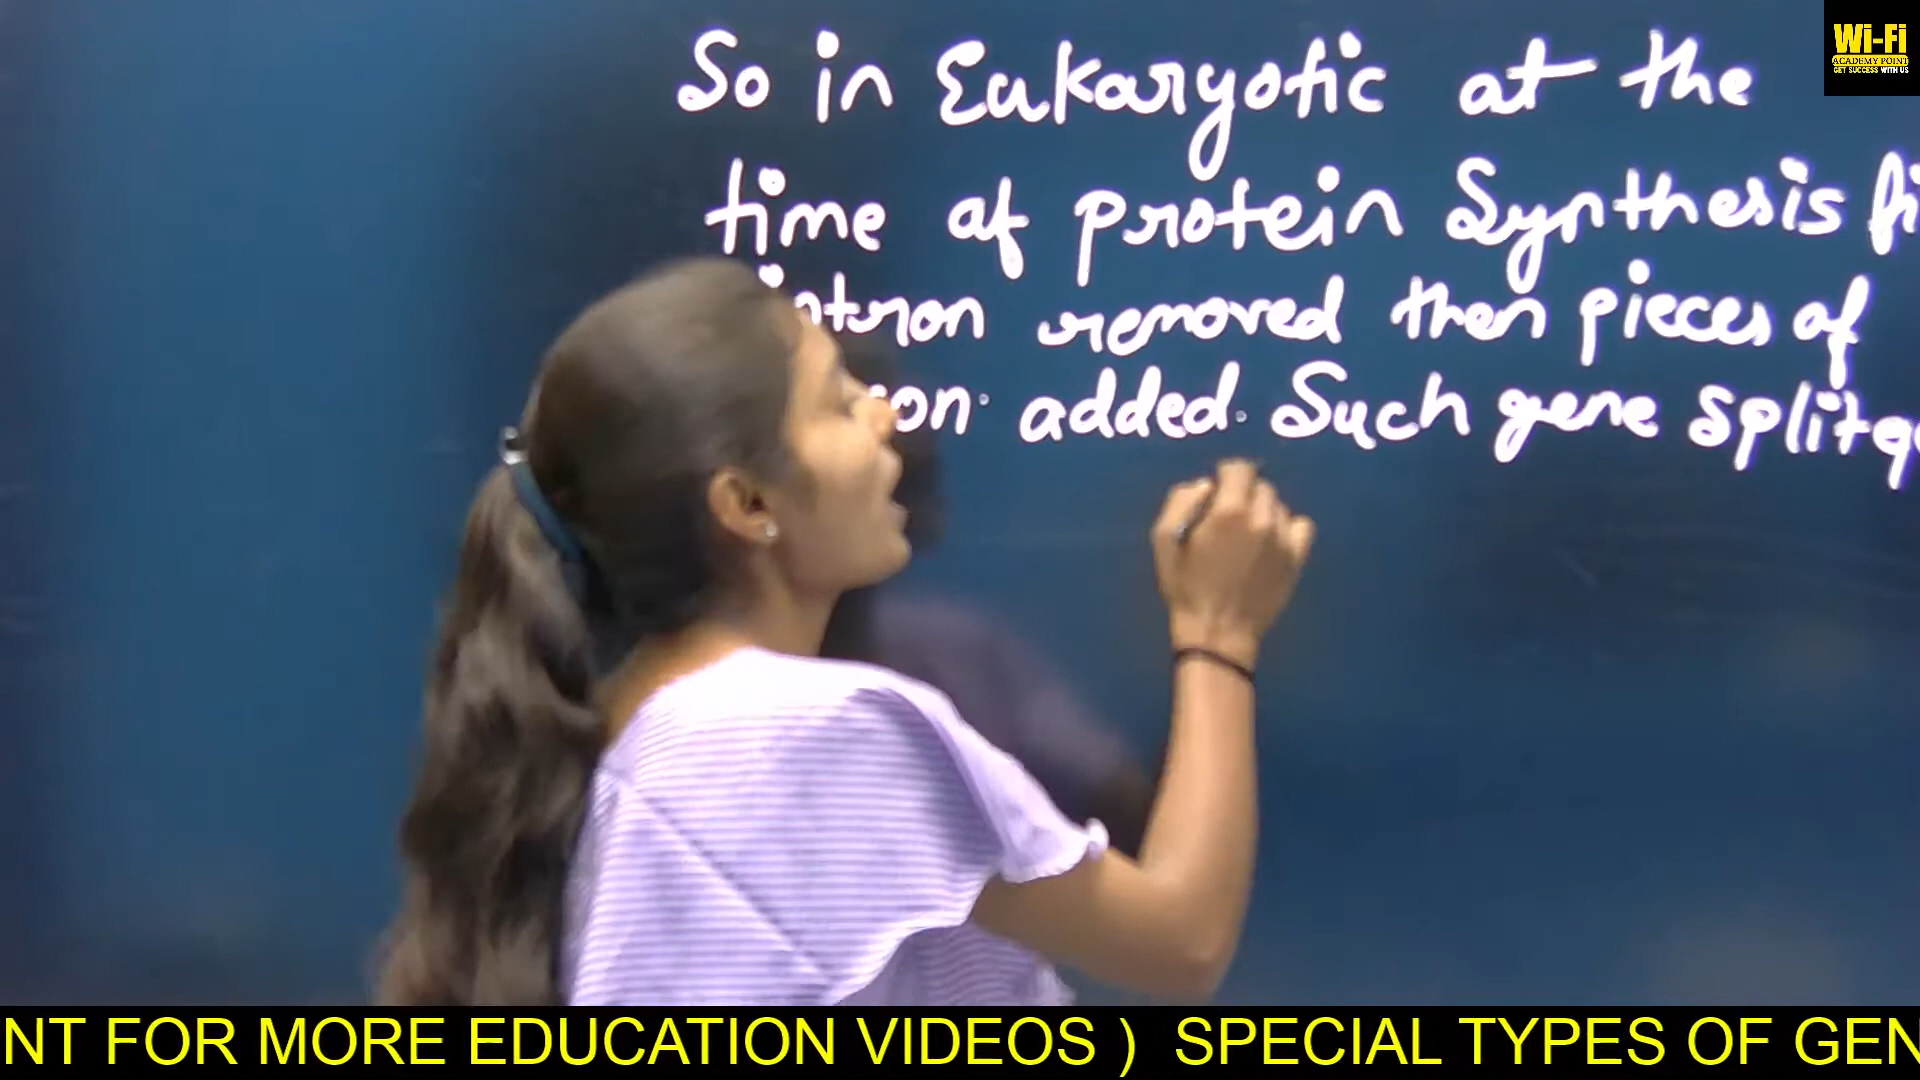 So in Eukaryotic at the
time of protein Synthesis
intron removed then pieces of
added. Such gene
Wi-Fi
ACADEMY POINT
GET SUCCESS WITH US
NT FOR MORE EDUCATION VIDEOS ) SPECIAL TYPES OF GEN